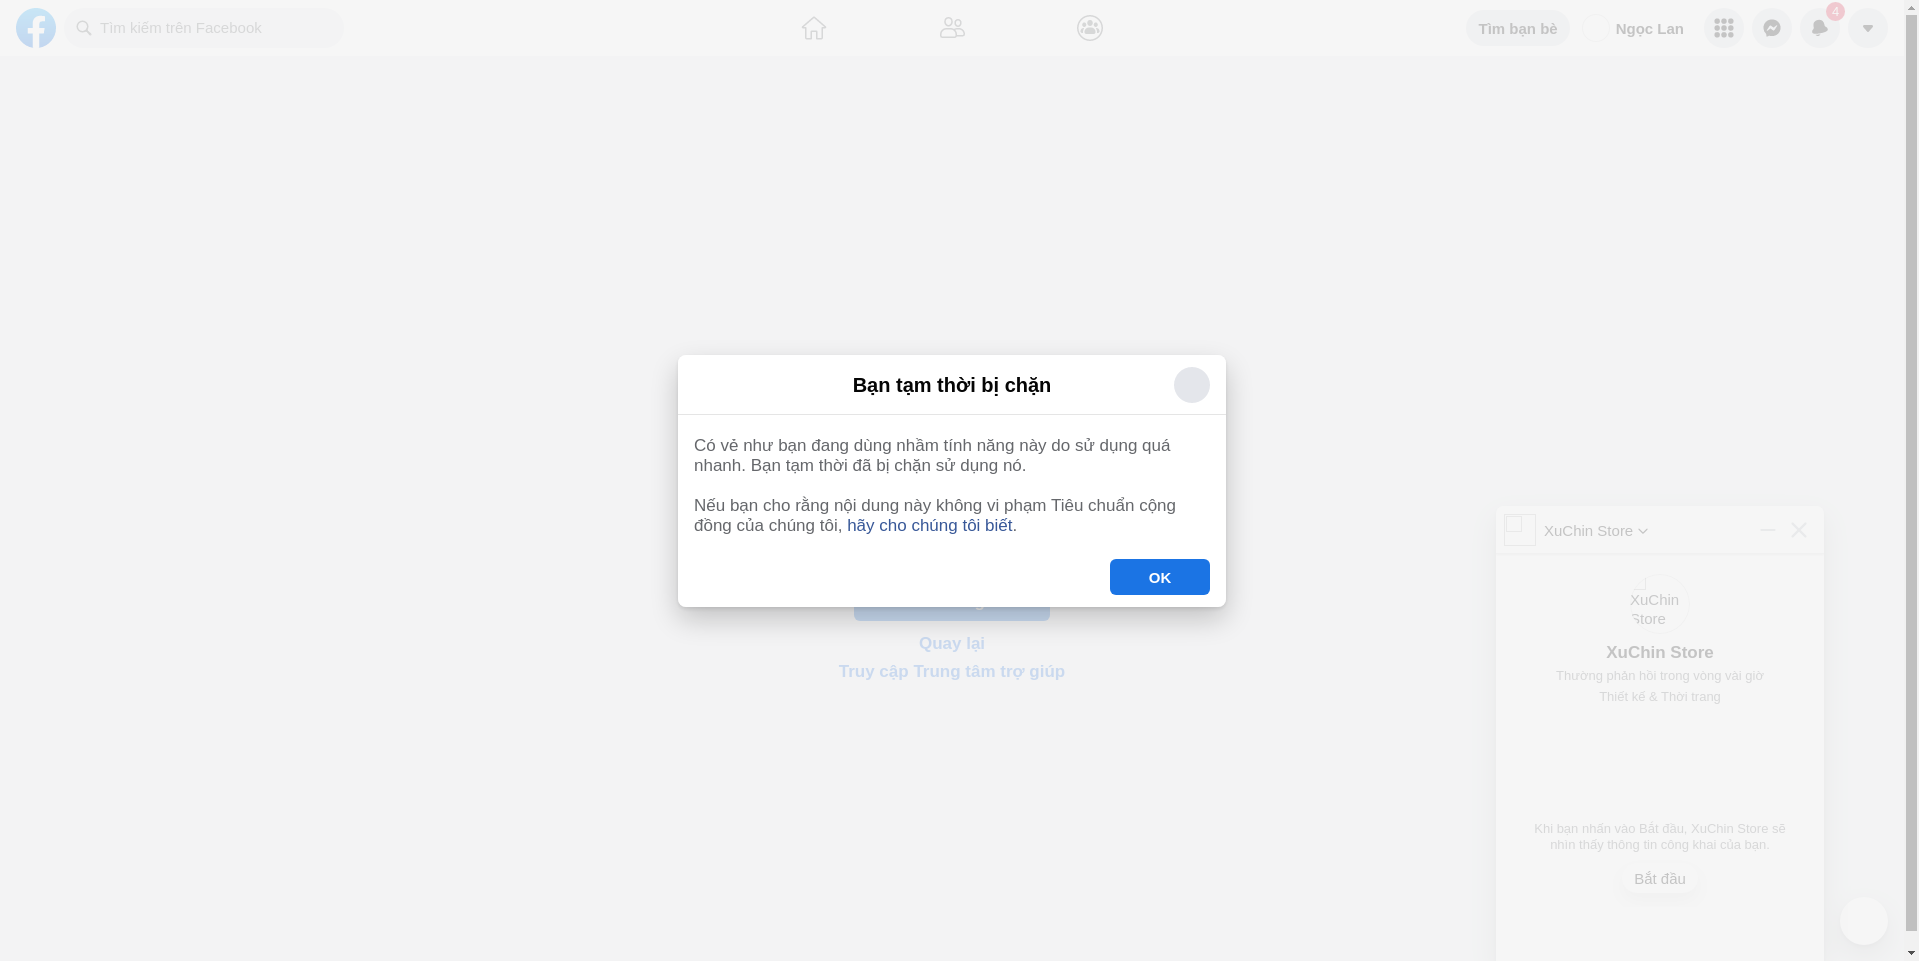 Tìm kiếm trên Facebook
Tìm bạn bè
Ngọc Lan
4
Bạn tạm thời bị chặn
Có vẻ như bạn đang dùng nhầm tính năng này do sử dụng quá
nhanh. Bạn tạm thời đã bị chặn sử dụng nó.
Nếu bạn cho rằng nội dung này không vi phạm Tiêu chuẩn cộng
đồng của chúng tôi, hãy cho chúng tôi biết.
OK
Quay lại
Truy cập Trung tâm trợ giúp
XuChin Store
XuChin
Store
XuChin Store
Thường phản hồi trong vòng vài giờ
Thiết kế & Thời trang
Khi bạn nhấn vào Bắt đầu, XuChin Store sẽ
nhìn thấy thông tin công khai của bạn.
Bắt đầu